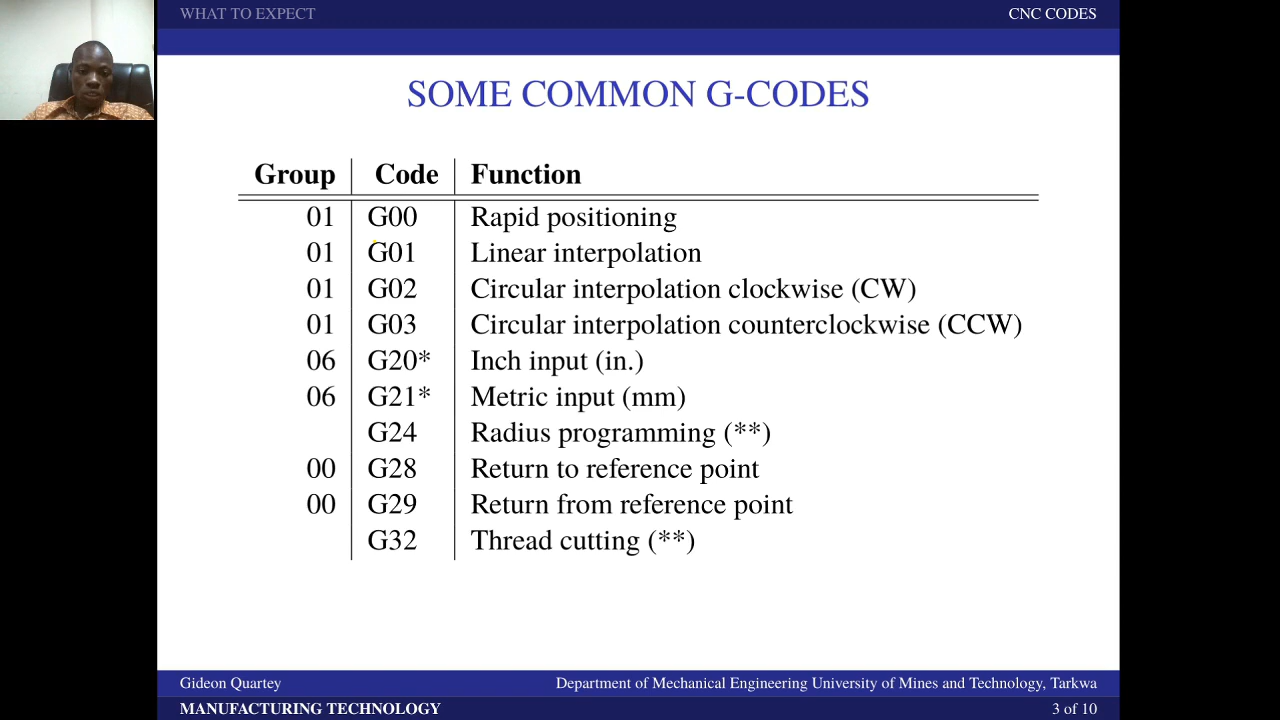 WHAT TO EXPECT CNC CODES
SOME COMMON G-CODES
Group Code Function
01 G00 Rapid positioning
01 G01 Linear interpolation
01 G02 Circular interpolation clockwise (CW)
01 G03 Circular interpolation counterclockwise (CCW)
06 G20* Inch input (in.)
06 G21* Metric input (mm)
G24 Radius programming (**)
00 G28 Return to reference point
00 G29 Return from reference point
G32 Thread cutting (**)
Gideon Quartey Department of Mechanical Engineering University of Mines and Technology, Tarkwa
MANUFACTURING TECHNOLOGY 3 of 10